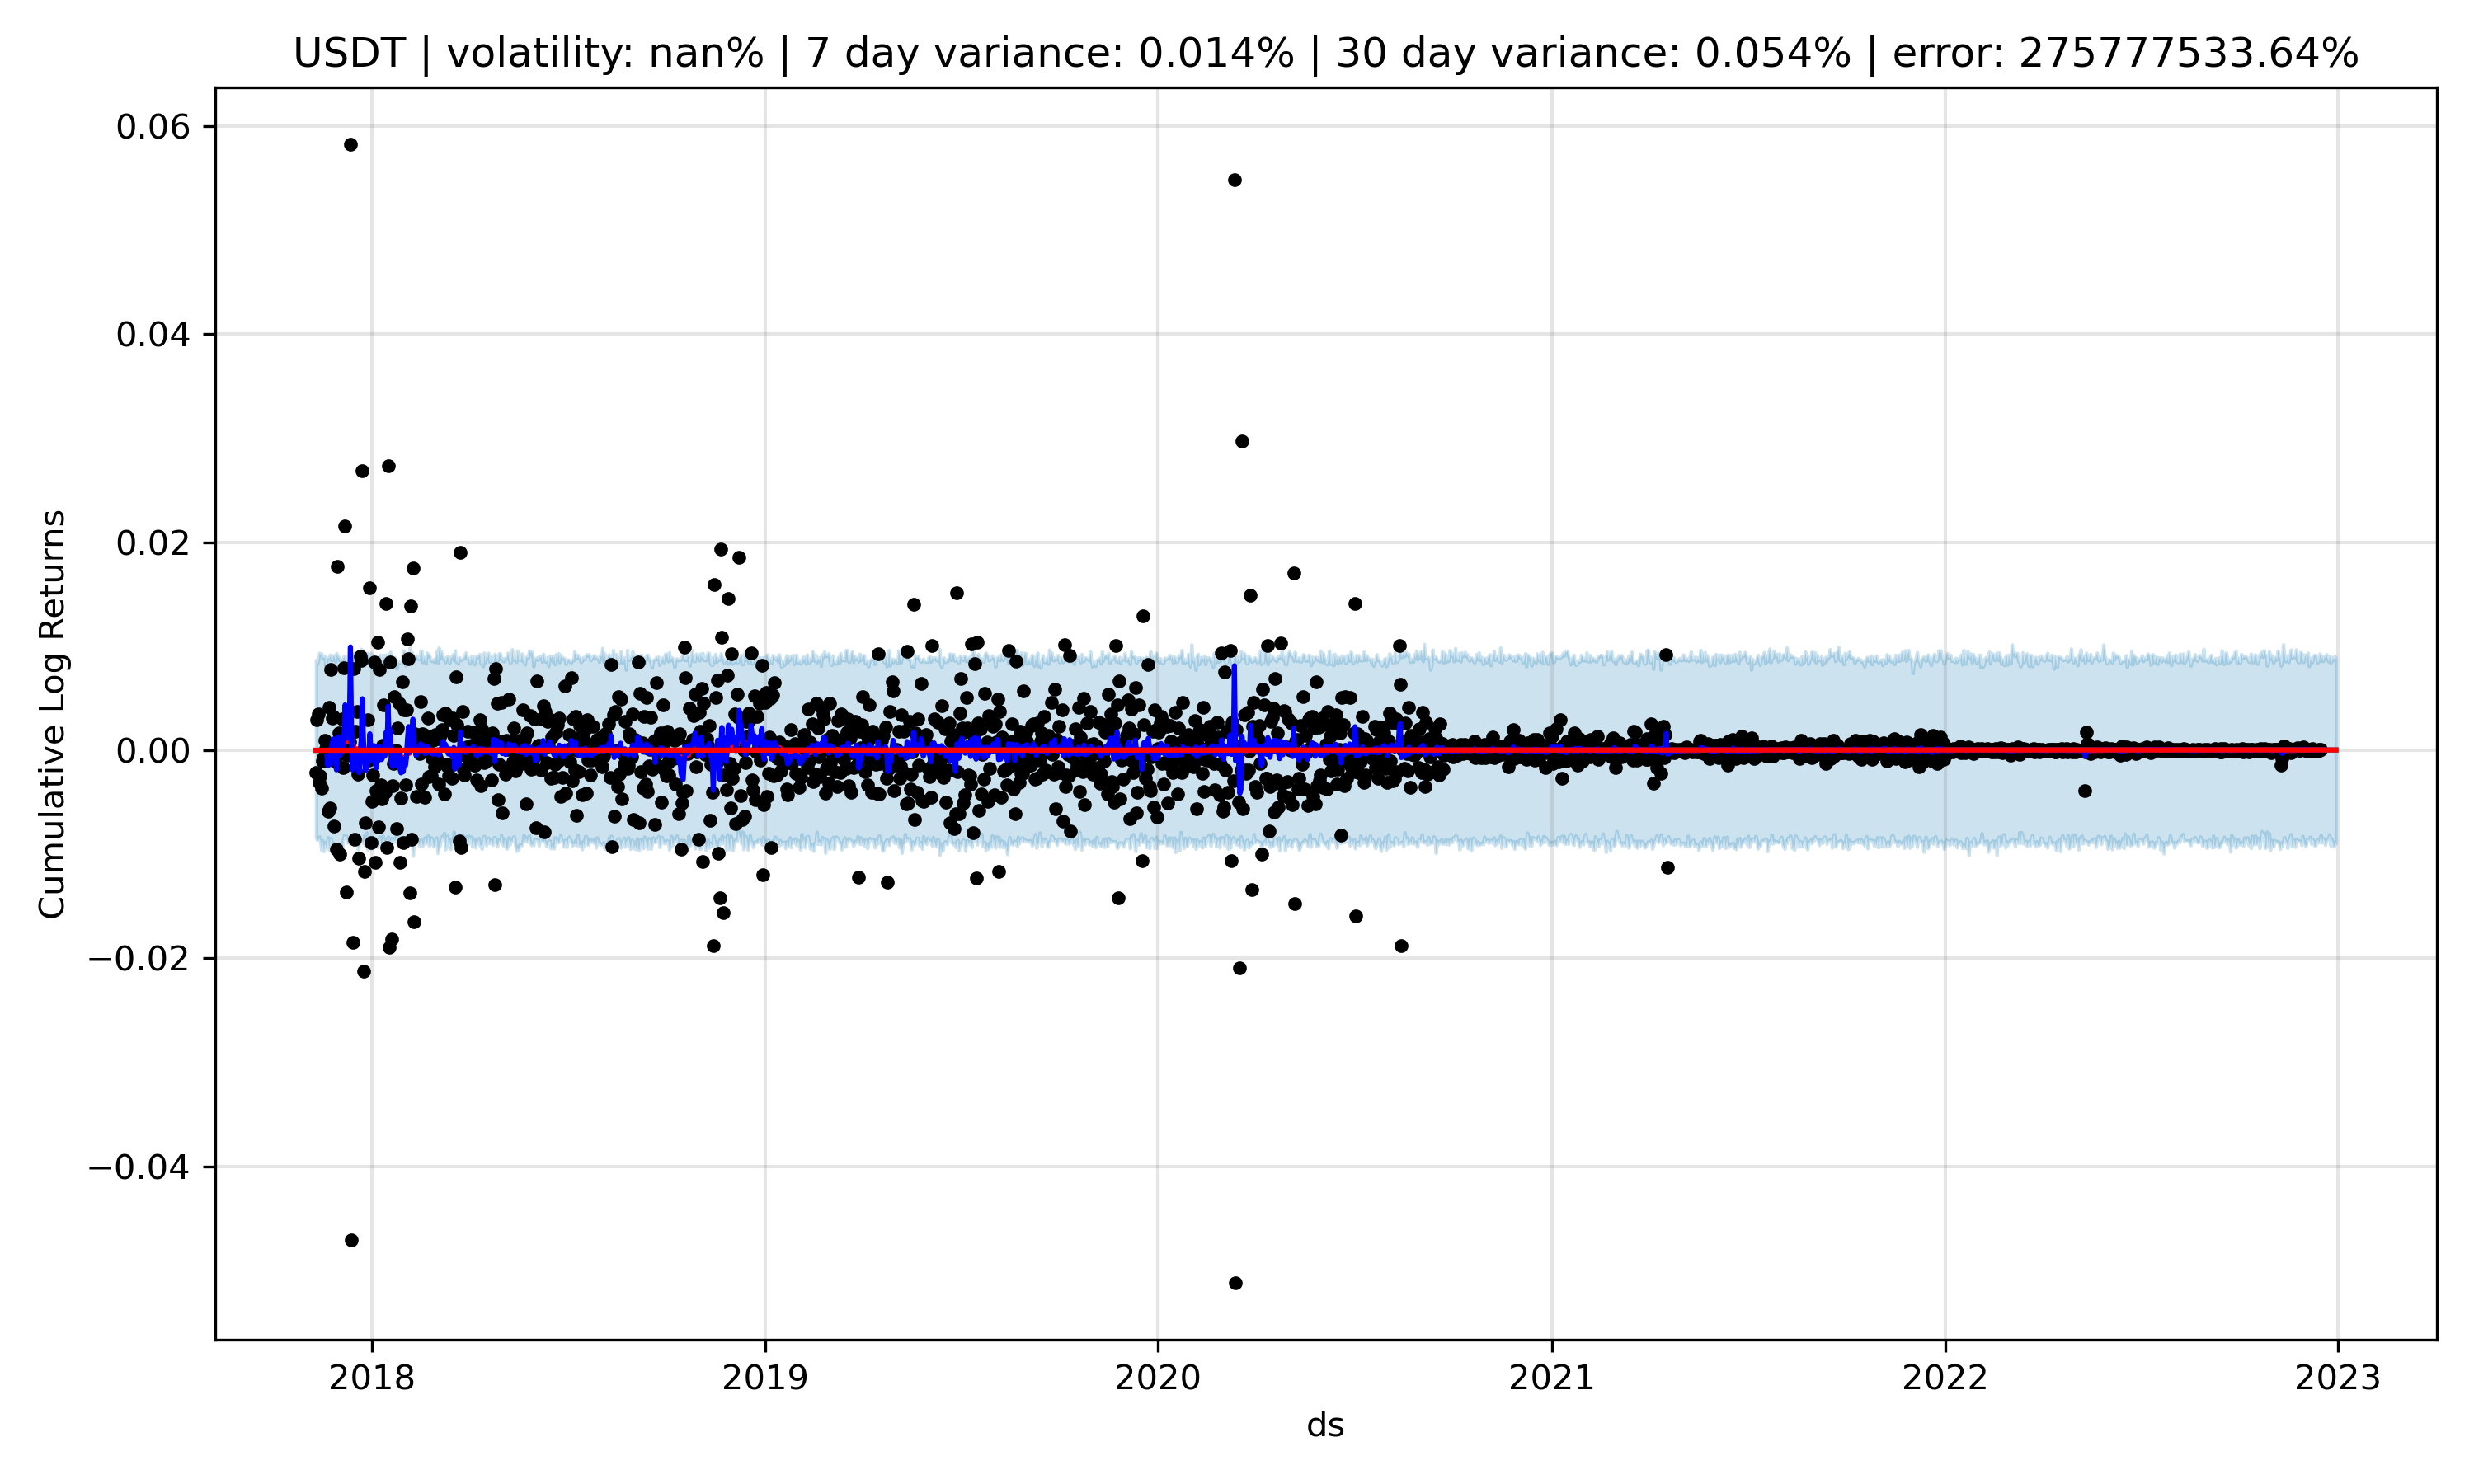 USDT | volatility: nan% | 7 day variance: 0.014% | 30 day variance: 0.054% | error: 275777533.64%
0.06
0.04
0.02
0.00
−0.02
−0.04
Cumulative Log Returns
2018 2019 2020 2021 2022 2023
ds